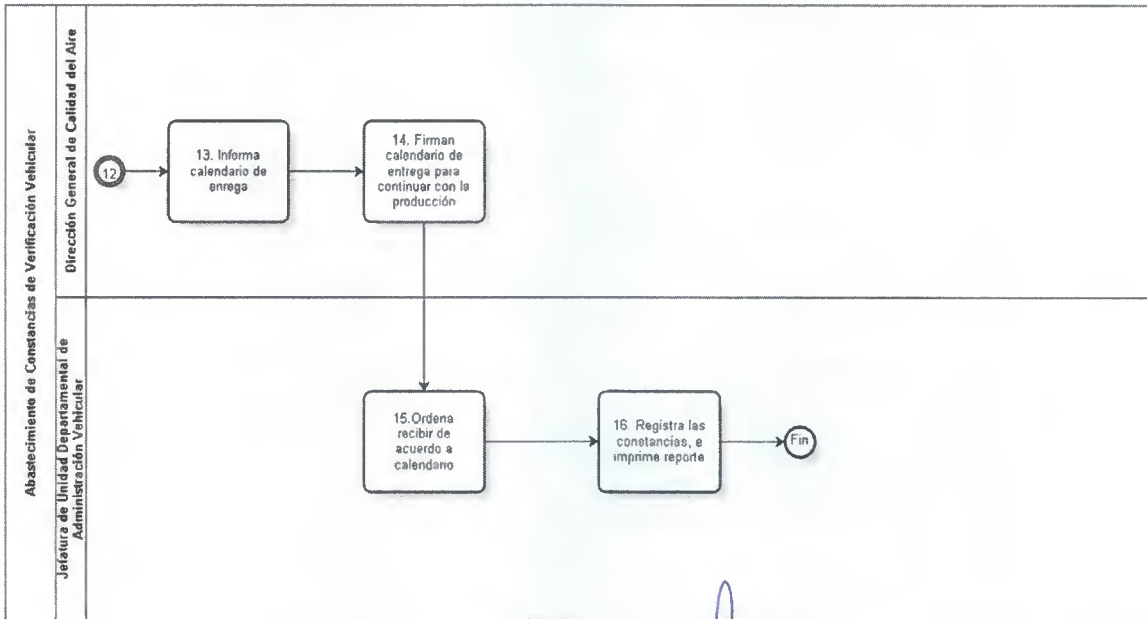 Abastecimiento de Constancias de Verificación Vehicular
Dirección General de Calidad del Aire
12
13. Informa
calendario de
enrega
14. Firman
calendario de
entrega para
continuar con la
producción
Jefatura de Unidad Departamental de
Administración Vehicular
15.Ordena
recibir de
acuerdo a
calendario
16. Registra las
constancias, e
imprime reporte
Fin